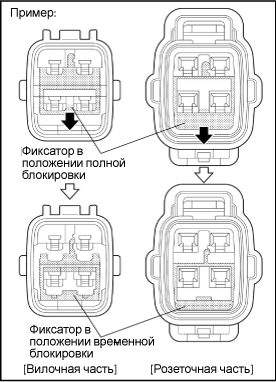 Пример:
Фиксатор в
положении полной
блокировки
Фиксатор в
положении временной
блокировки
[Вилочная часть]
[Розеточная часть]